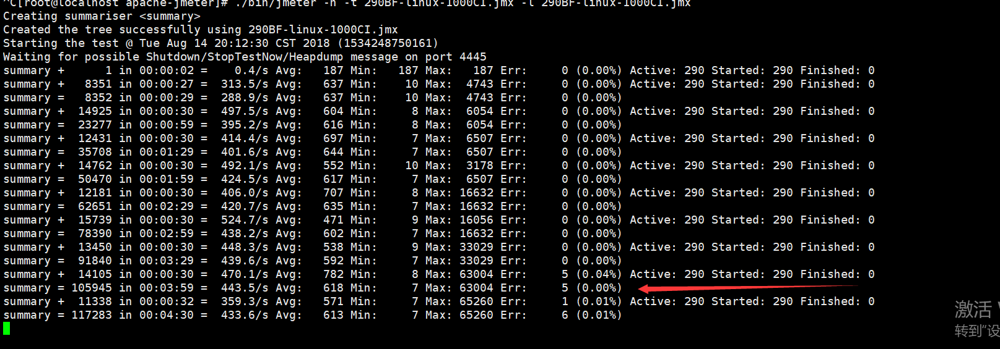 ^C[root@localhost apache-jmeter]# ./bin/jmeter -n -t 290BF-linux-1000CI.jmx -l 290BF-linux-1000CI.jmx
Creating summariser <summary>
Created the tree successfully using 290BF-linux-1000CI.jmx
Starting the test @ Tue Aug 14 20:12:30 CST 2018 (1534248750161)
Waiting for possible Shutdown/StopTestNow/Heapdump message on port 4445
summary +      1 in 00:00:02 =    0.4/s Avg:   187 Min:   187 Max:   187 Err:     0 (0.00%) Active: 290 Started: 290 Finished: 0
summary +   8351 in 00:00:27 =  313.5/s Avg:   637 Min:    10 Max:  4743 Err:     0 (0.00%) Active: 290 Started: 290 Finished: 0
summary =   8352 in 00:00:29 =  288.9/s Avg:   637 Min:    10 Max:  4743 Err:     0 (0.00%)
summary +  14925 in 00:00:30 =  497.5/s Avg:   604 Min:     8 Max:  6054 Err:     0 (0.00%) Active: 290 Started: 290 Finished: 0
summary =  23277 in 00:00:59 =  395.2/s Avg:   616 Min:     8 Max:  6054 Err:     0 (0.00%)
summary +  12431 in 00:00:30 =  414.4/s Avg:   697 Min:     7 Max:  6507 Err:     0 (0.00%) Active: 290 Started: 290 Finished: 0
summary =  35708 in 00:01:29 =  401.6/s Avg:   644 Min:     7 Max:  6507 Err:     0 (0.00%)
summary +  14762 in 00:00:30 =  492.1/s Avg:   552 Min:    10 Max:  3178 Err:     0 (0.00%) Active: 290 Started: 290 Finished: 0
summary =  50470 in 00:01:59 =  424.5/s Avg:   617 Min:     7 Max:  6507 Err:     0 (0.00%)
summary +  12181 in 00:00:30 =  406.0/s Avg:   707 Min:     8 Max: 16632 Err:     0 (0.00%) Active: 290 Started: 290 Finished: 0
summary =  62651 in 00:02:29 =  420.7/s Avg:   635 Min:     7 Max: 16632 Err:     0 (0.00%)
summary +  15739 in 00:00:30 =  524.7/s Avg:   471 Min:     9 Max: 16056 Err:     0 (0.00%) Active: 290 Started: 290 Finished: 0
summary =  78390 in 00:02:59 =  438.2/s Avg:   602 Min:     7 Max: 16632 Err:     0 (0.00%)
summary +  13450 in 00:00:30 =  448.3/s Avg:   538 Min:     9 Max: 33029 Err:     0 (0.00%) Active: 290 Started: 290 Finished: 0
summary =  91840 in 00:03:29 =  439.6/s Avg:   592 Min:     7 Max: 33029 Err:     0 (0.00%)
summary +  14105 in 00:00:30 =  470.1/s Avg:   782 Min:     8 Max: 63004 Err:     5 (0.04%) Active: 290 Started: 290 Finished: 0
summary = 105945 in 00:03:59 =  443.5/s Avg:   618 Min:     7 Max: 63004 Err:     5 (0.00%)
summary +  11338 in 00:00:32 =  359.3/s Avg:   571 Min:     7 Max: 65260 Err:     1 (0.01%) Active: 290 Started: 290 Finished: 0
summary = 117283 in 00:04:30 =  433.6/s Avg:   613 Min:     7 Max: 65260 Err:     6 (0.01%)
激活
转到“设